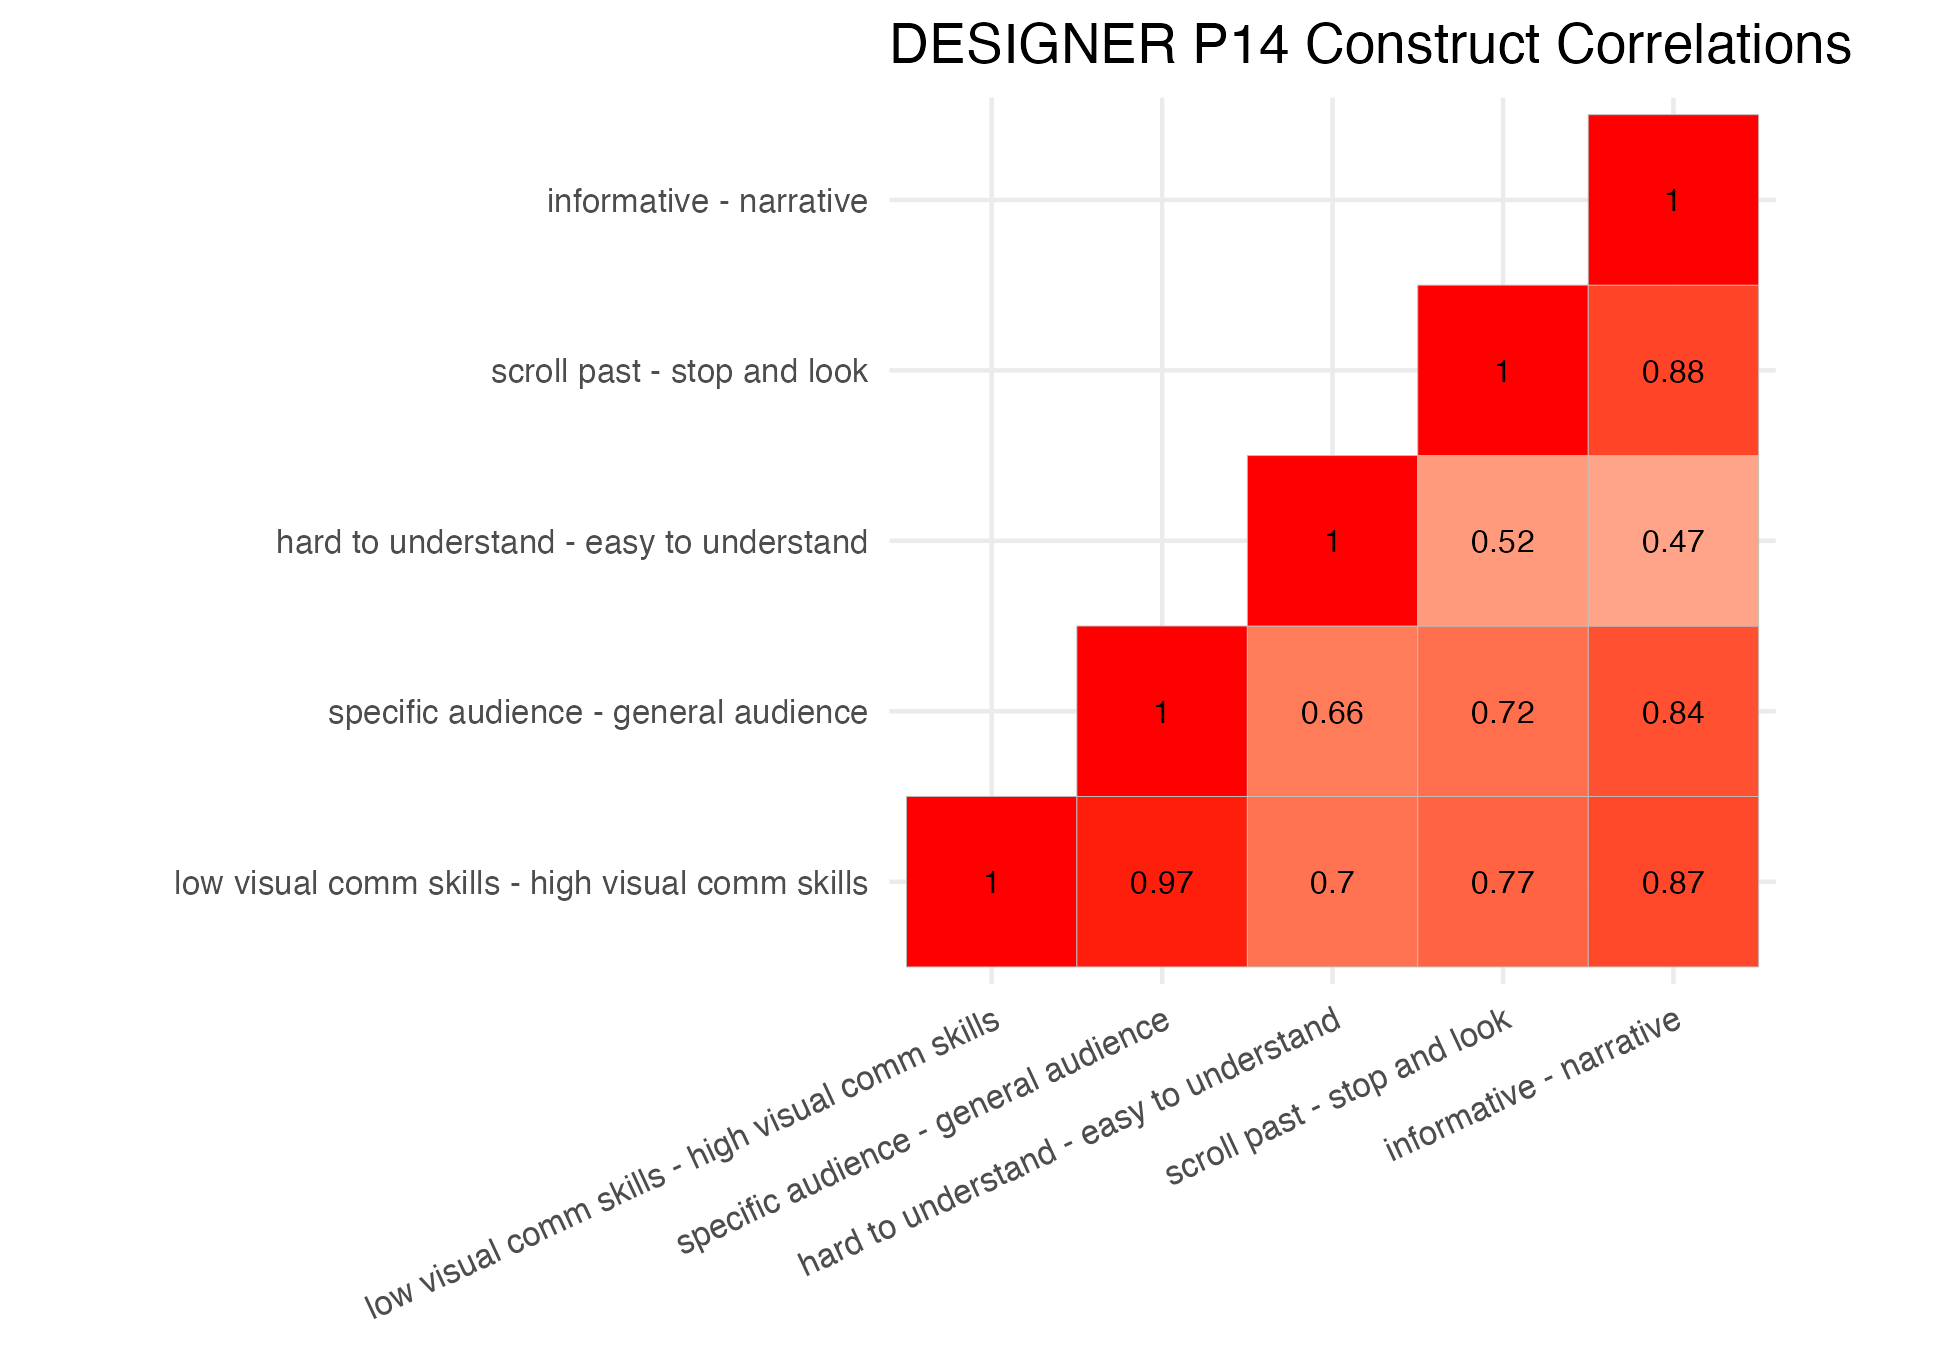 DESIGNER P14 Construct Correlations
informative - narrative
1
scroll past - stop and look
1 0.88
hard to understand - easy to understand
1 0.52 0.47
specific audience - general audience
1 0.66 0.72 0.84
low visual comm skills - high visual comm skills
1 0.97 0.7 0.77 0.87
low visual comm skills - high visual comm skills
specific audience - general audience
hard to understand - easy to understand
scroll past - stop and look
informative - narrative